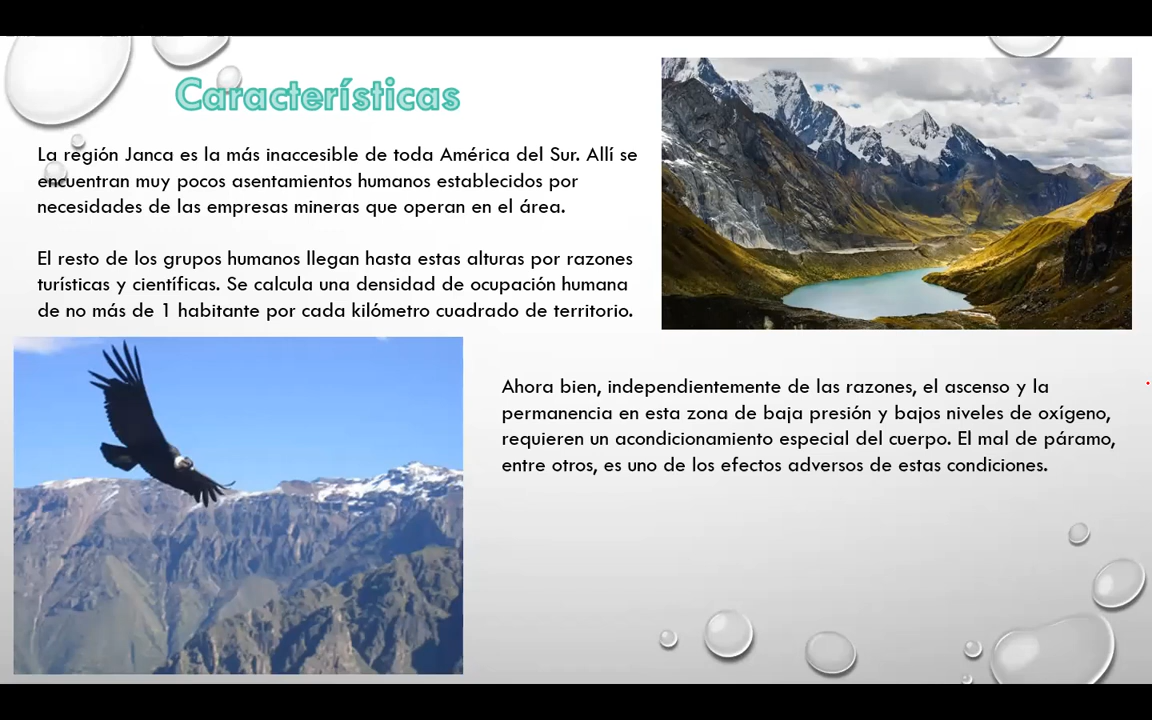 Características
La región Janca es la más inaccesible de toda América del Sur. Allí se
encuentran muy pocos asentamientos humanos establecidos por
necesidades de las empresas mineras que operan en el área.
El resto de los grupos humanos llegan hasta estas alturas por razones
turísticas y científicas. Se calcula una densidad de ocupación humana
de no más de 1 habitante por cada kilómetro cuadrado de territorio.
Ahora bien, independientemente de las razones, el ascenso y la
permanencia en esta zona de baja presión y bajos niveles de oxígeno,
requieren un acondicionamiento especial del cuerpo. El mal de páramo,
entre otros, es uno de los efectos adversos de estas condiciones.